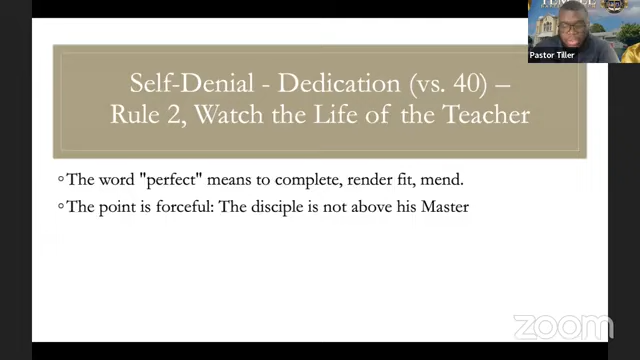 TEMPLE
Pastor Tiller
Self-Denial - Dedication (vs. 40) –
Rule 2, Watch the Life of the Teacher
◦The word "perfect" means to complete, render fit, mend.
◦The point is forceful: The disciple is not above his Master
zoom